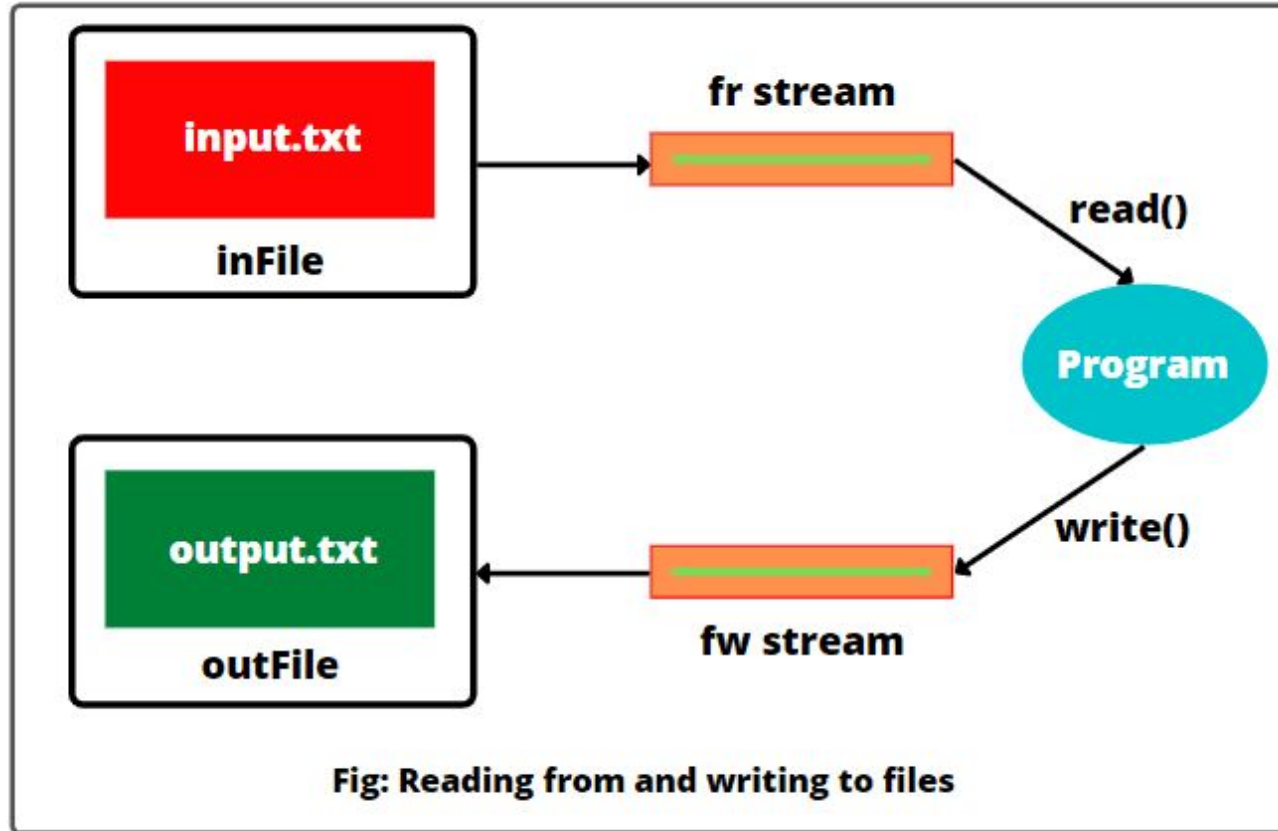 input.txt
inFile
fr stream
read()
Program
write()
fw stream
output.txt
outFile
Fig: Reading from and writing to files